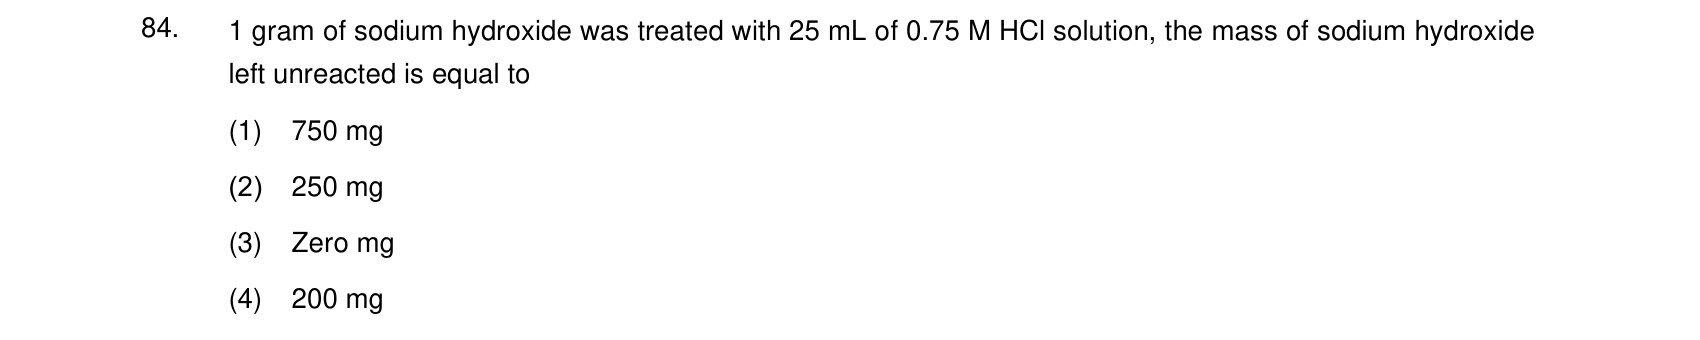 84. 1 gram of sodium hydroxide was treated with 25 mL of 0.75 M HCl solution, the mass of sodium hydroxide
left unreacted is equal to
(1) 750 mg
(2) 250 mg
(3) Zero mg
(4) 200 mg